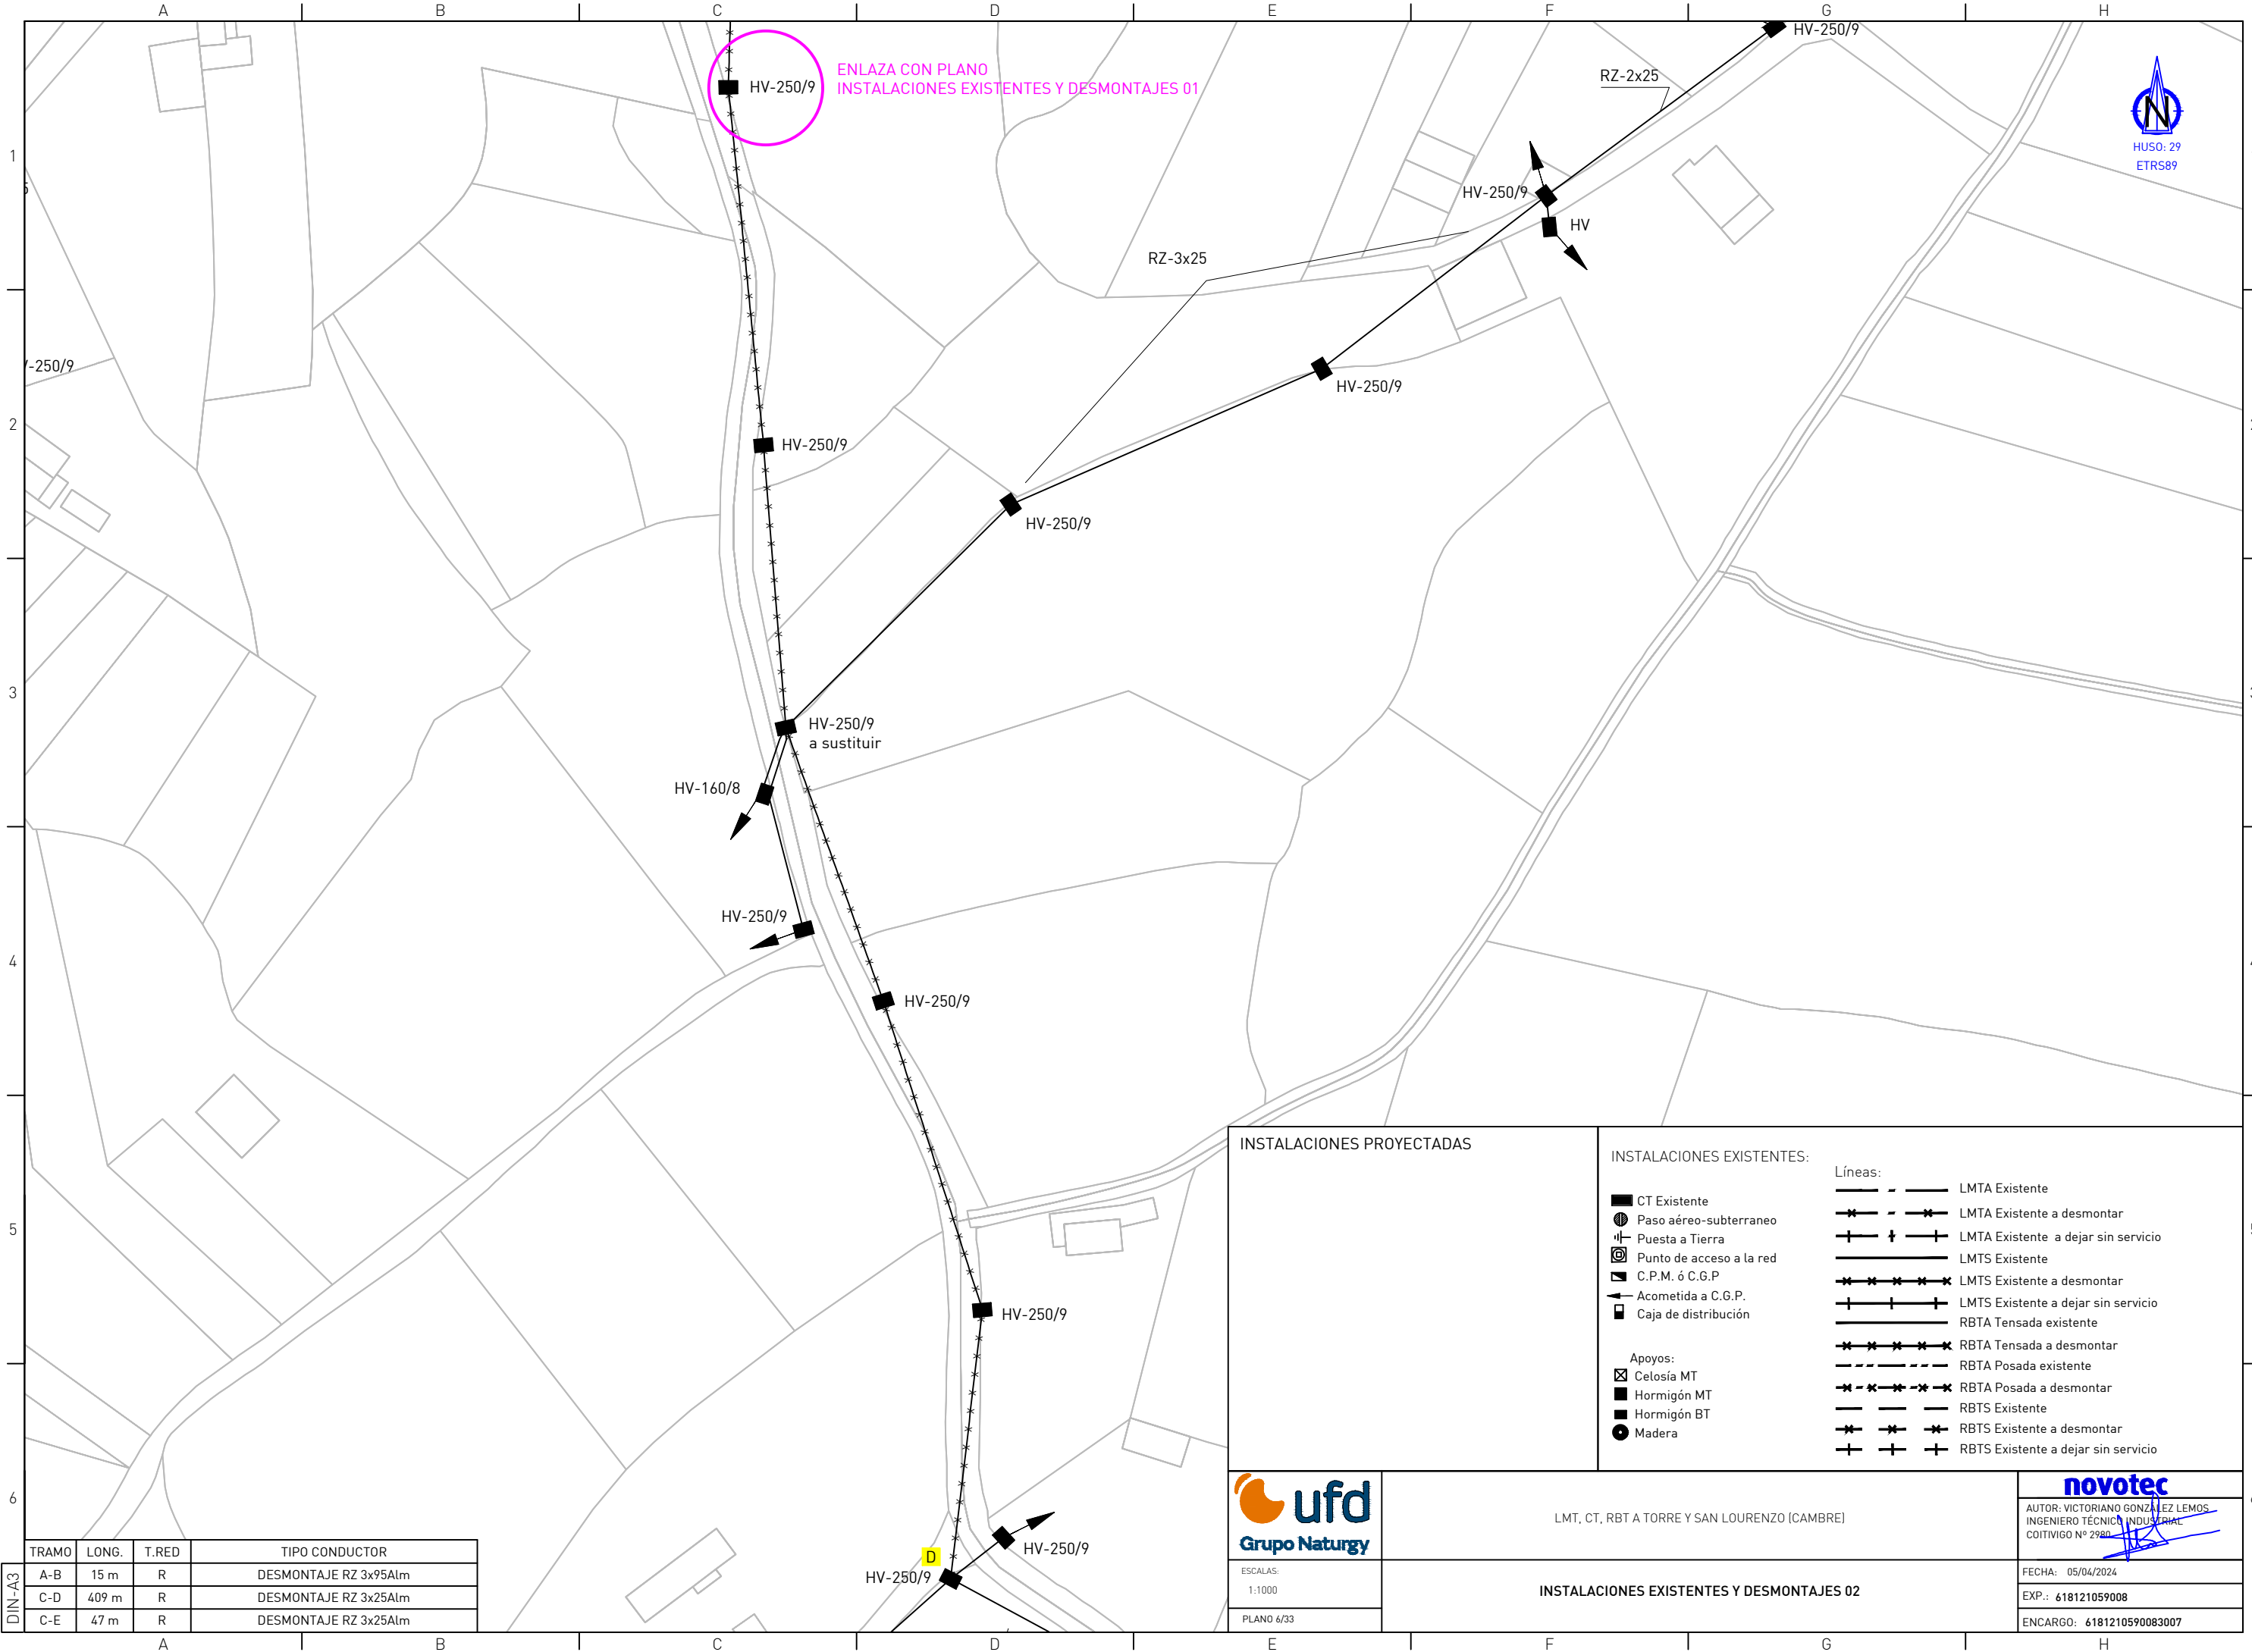 A B C D E F G H
HV-250/9
HV-250/9
ENLAZA CON PLANO
INSTALACIONES EXISTENTES Y DESMONTAJES 01
RZ-2x25
N
HUSO: 29
ETRS89
1
HV-250/9
HV
RZ-3x25
-250/9
HV-250/9
2
HV-250/9
HV-250/9
3
HV-250/9
a sustituir
HV-160/8
HV-250/9
4
HV-250/9
5
HV-250/9
6
D
HV-250/9
HV-250/9
INSTALACIONES PROYECTADAS
INSTALACIONES EXISTENTES:
CT Existente
Paso aéreo-subterraneo
Puesta a Tierra
Punto de acceso a la red
C.P.M. ó C.G.P
Acometida a C.G.P.
Caja de distribución
Apoyos:
Celosía MT
Hormigón MT
Hormigón BT
Madera
Líneas:
LMTA Existente
LMTA Existente a desmontar
LMTA Existente a dejar sin servicio
LMTS Existente
LMTS Existente a desmontar
LMTS Existente a dejar sin servicio
RBTA Tensada existente
RBTA Tensada a desmontar
RBTA Posada existente
RBTA Posada a desmontar
RBTS Existente
RBTS Existente a desmontar
RBTS Existente a dejar sin servicio
TRAMO LONG. T.RED TIPO CONDUCTOR
A-B 15 m R DESMONTAJE RZ 3x95Alm
C-D 409 m R DESMONTAJE RZ 3x25Alm
C-E 47 m R DESMONTAJE RZ 3x25Alm
DIN-A3
ufd
Grupo Naturgy
ESCALAS:
1:1000
PLANO 6/33
LMT, CT, RBT A TORRE Y SAN LOURENZO (CAMBRE)
INSTALACIONES EXISTENTES Y DESMONTAJES 02
novotec
AUTOR: VICTORIANO GONZÁLEZ LEMOS
INGENIERO TÉCNICO INDUSTRIAL
COITIVIGO Nº 2980
FECHA: 05/04/2024
EXP.: 618121059008
ENCARGO: 6181210590083007
A B C D E F G H